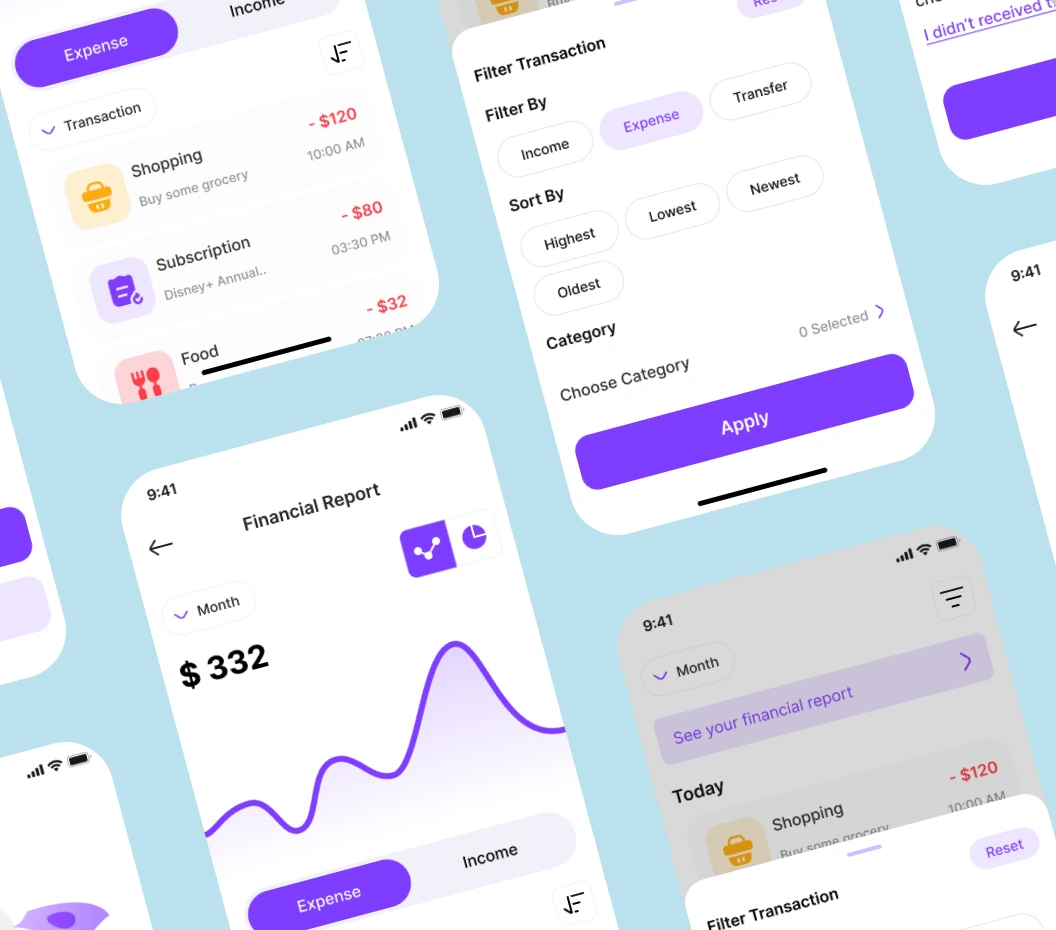 Expense
Income
Transaction
Shopping
- $120
Buy some grocery
10:00 AM
Subscription
- $80
Disney+ Annual..
03:30 PM
Food
- $32
Filter Transaction
Filter By
Income
Expense
Transfer
Sort By
Highest
Lowest
Newest
Oldest
Category
Choose Category
0 Selected
Apply
I didn't received
9:41
9:41
Financial Report
Month
$ 332
Expense
Income
9:41
Month
See your financial report
Today
Shopping
- $120
Buy some grocery
10:00 AM
Reset
Filter Transaction